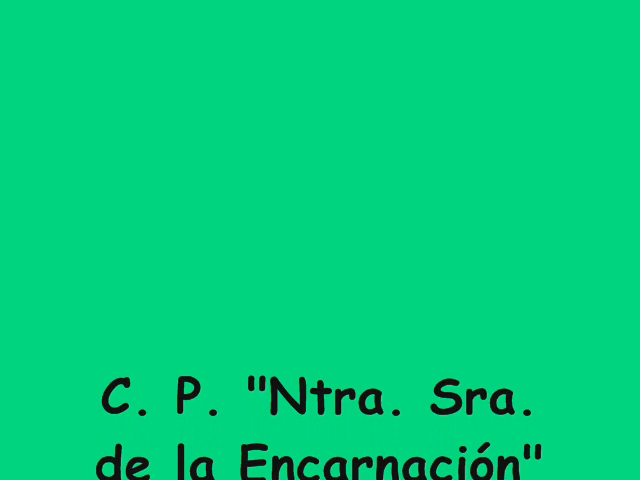 C. P. "Ntra. Sra.
de la Encarnación"